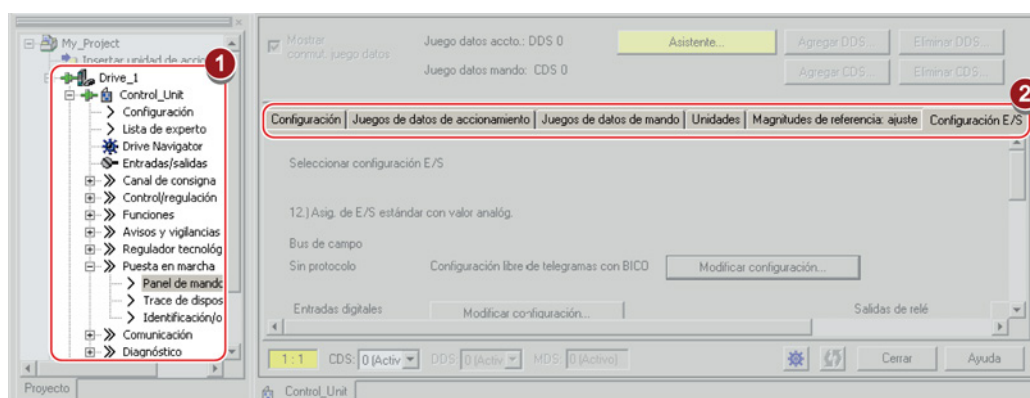 My_Project
Insertar unidad de accio
1
Drive_1
Control_Unit
Configuración
Lista de experto
Drive Navigator
Entradas/salidas
Canal de consigna
Control/regulación
Funciones
Avisos y vigilancias
Regulador tecnológ
Puesta en marcha
Panel de mando
Trace de dispos
Identificación/o
Comunicación
Diagnóstico
Proyecto
Mostrar
conmut. juego datos
Juego datos accto.: DDS 0
Asistente...
Agregar DDS...
Eliminar DDS...
Juego datos mando: CDS 0
Agregar CDS...
Eliminar CDS...
2
Configuración Juegos de datos de accionamiento Juegos de datos de mando Unidades Magnitudes de referencia: ajuste Configuración E/S
Seleccionar configuración E/S
12.) Asig. de E/S estándar con valor analóg.
Bus de campo
Sin protocolo Configuración libre de telegramas con BICO Modificar configuración...
Entradas digitales Modificar configuración... Salidas de relé
1 : 1 CDS: 0 (Activ DDS: 0 (Activ MDS: 0 (Activo) Cerrar Ayuda
Control_Unit